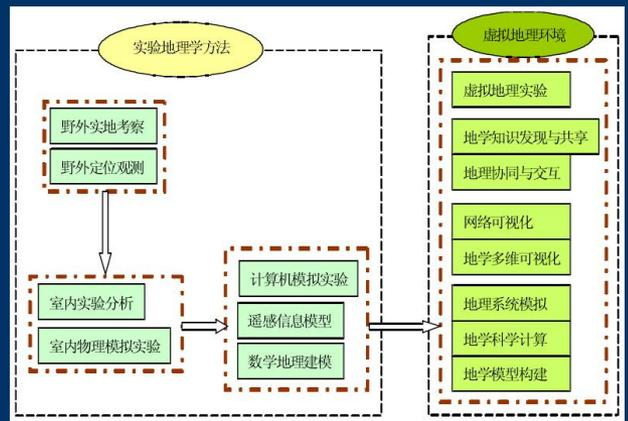 实验地理学方法
野外实地考察
野外定位观测
室内实验分析
室内物理模拟实验
计算机模拟实验
遥感信息模型
数学地理建模
虚拟地理环境
虚拟地理实验
地学知识发现与共享
地理协同与交互
网络可视化
地学多维可视化
地理系统模拟
地学科学计算
地学模型构建